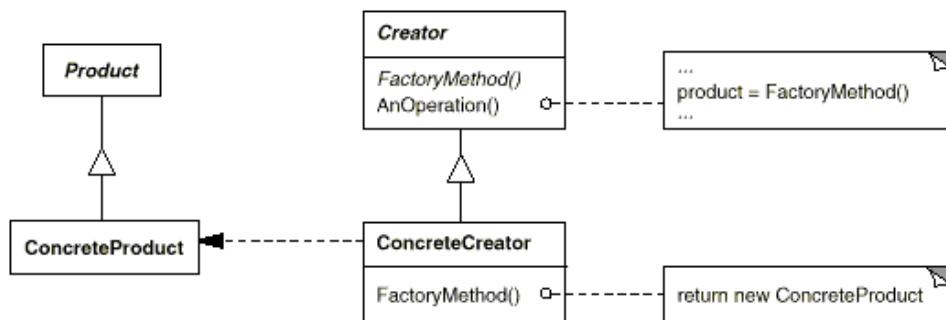 Product
ConcreteProduct
Creator
FactoryMethod()
AnOperation()
...
product = FactoryMethod()
...
ConcreteCreator
FactoryMethod()
return new ConcreteProduct